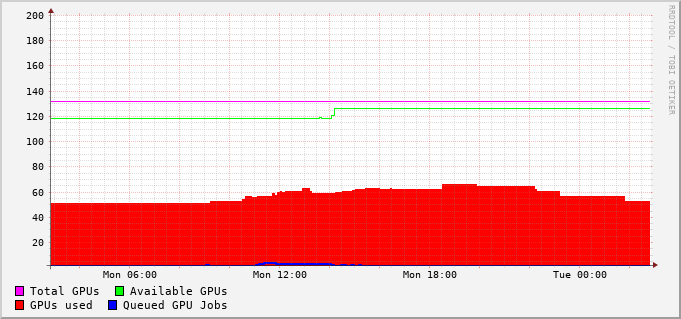 200
180
160
140
120
100
80
60
40
20
Mon 06:00 Mon 12:00 Mon 18:00 Tue 00:00
Total GPUs Available GPUs
GPUs used Queued GPU Jobs
RRDTOOL / TOBI OETIKER